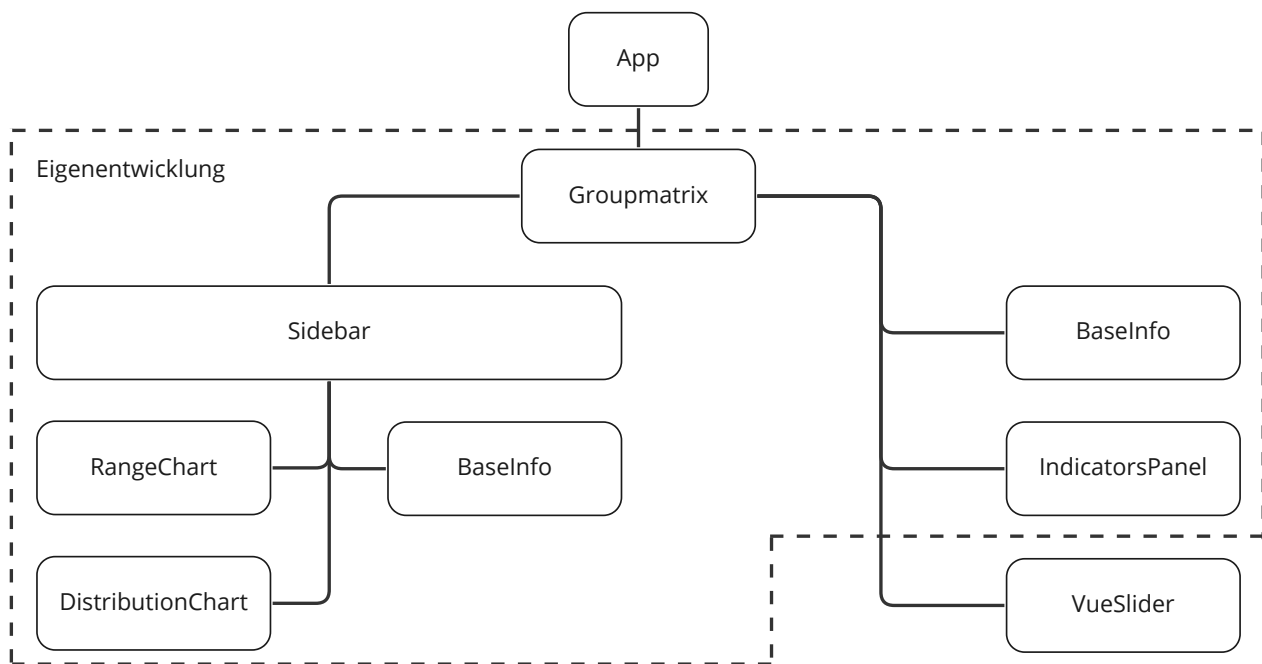 App
Eigenentwicklung
Groupmatrix
Sidebar
BaseInfo
RangeChart
BaseInfo
IndicatorsPanel
DistributionChart
VueSlider